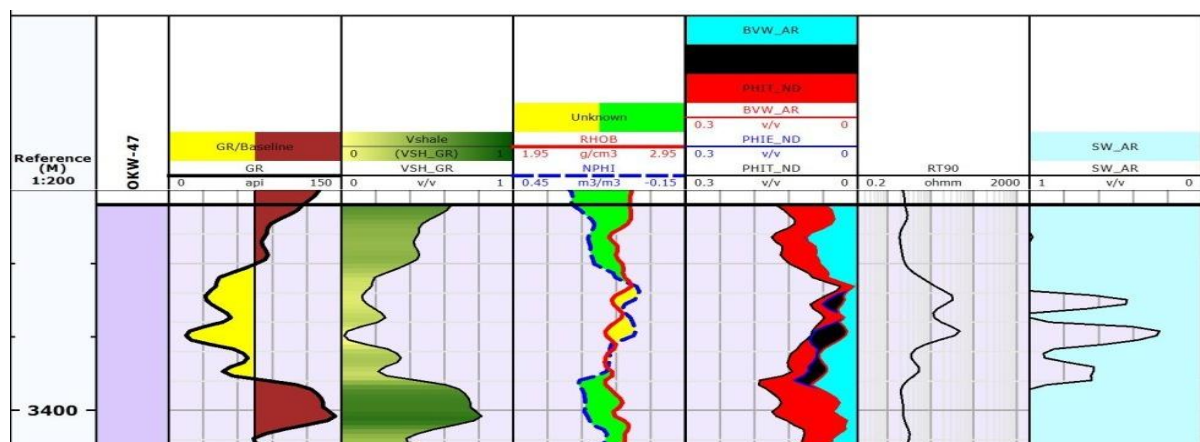 Reference
(M)
1:200
OKW-47
GR/Baseline
GR
0 api 150
Vshale
0 (VSH_GR) 1
VSH_GR
0 v/v 1
Unknown
RHOB
1.95 g/cm3 2.95
NPHI
0.45 m3/m3 -0.15
BVW_AR
PHIT_ND
BVW_AR
0.3 v/v 0
PHIE_ND
0.3 v/v 0
PHIT_ND
0.3 v/v 0
RT90
0.2 ohmm 2000
SW_AR
SW_AR
1 v/v 0
3400